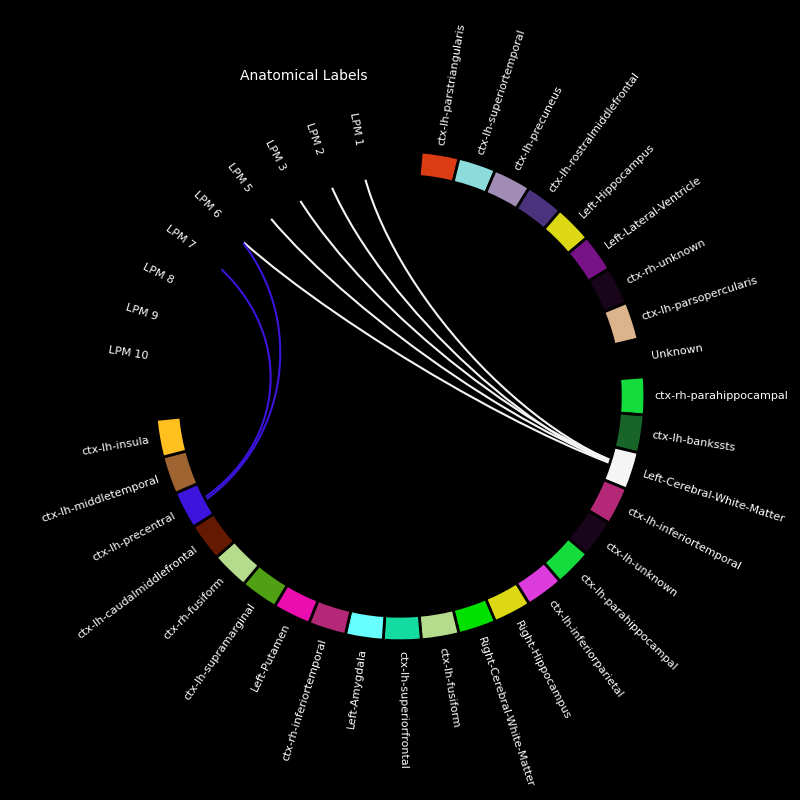 Anatomical Labels
LPM 1
LPM 2
LPM 3
LPM 5
LPM 6
LPM 7
LPM 8
LPM 9
LPM 10
ctx-lh-insula
ctx-lh-middletemporal
ctx-lh-precentral
ctx-lh-caudalmiddlefrontal
ctx-rh-fusiform
ctx-lh-supramarginal
Left-Putamen
ctx-rh-inferiortemporal
Left-Amygdala
ctx-lh-superiorfrontal
ctx-lh-fusiform
Right-Cerebral-White-Matter
Right-Hippocampus
ctx-lh-inferiorparietal
ctx-lh-parahippocampal
ctx-lh-unknown
ctx-lh-inferiortemporal
Left-Cerebral-White-Matter
ctx-lh-bankssts
ctx-rh-parahippocampal
Unknown
ctx-lh-parsopercularis
ctx-rh-unknown
Left-Lateral-Ventricle
Left-Hippocampus
ctx-lh-rostralmiddlefrontal
ctx-lh-precuneus
ctx-lh-superiortemporal
ctx-lh-parstriangularis